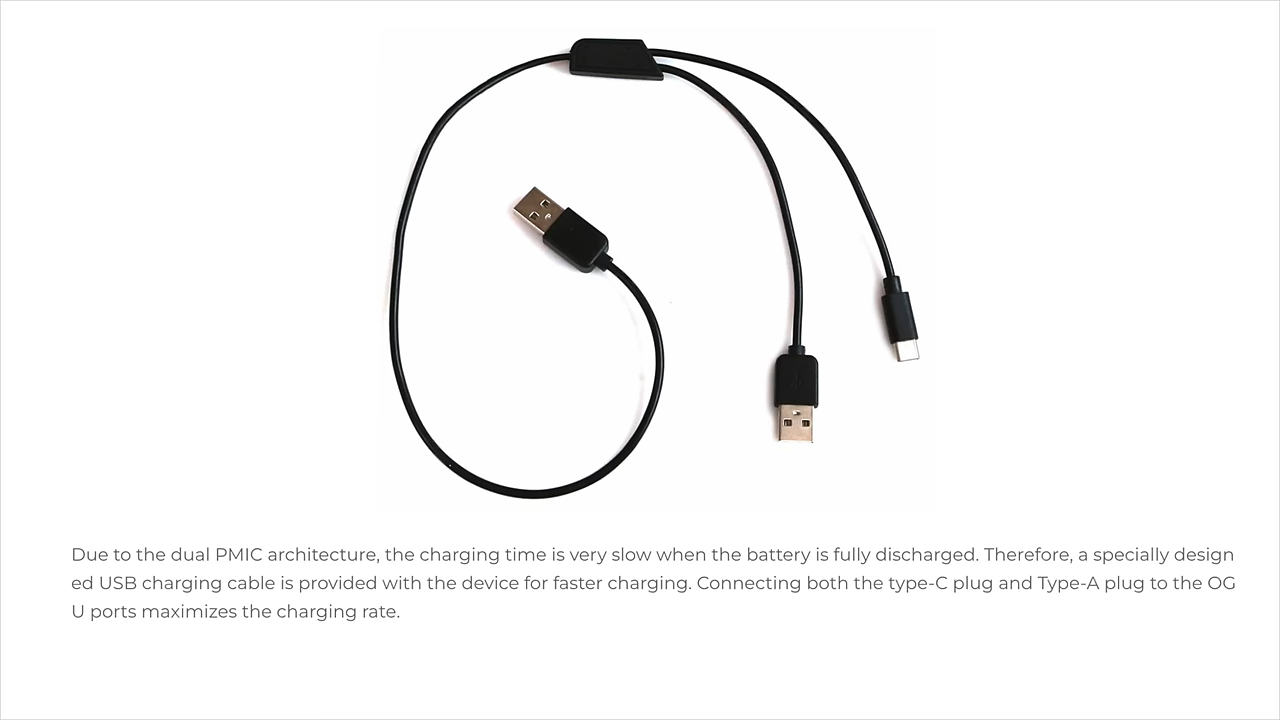 Due to the dual PMIC architecture, the charging time is very slow when the battery is fully discharged. Therefore, a specially design
ed USB charging cable is provided with the device for faster charging. Connecting both the type-C plug and Type-A plug to the OG
U ports maximizes the charging rate.